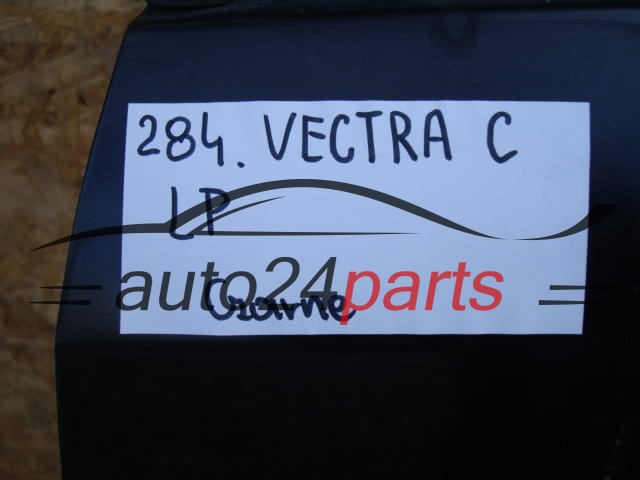 284. VECTRA C
LP
auto24parts
Czarne